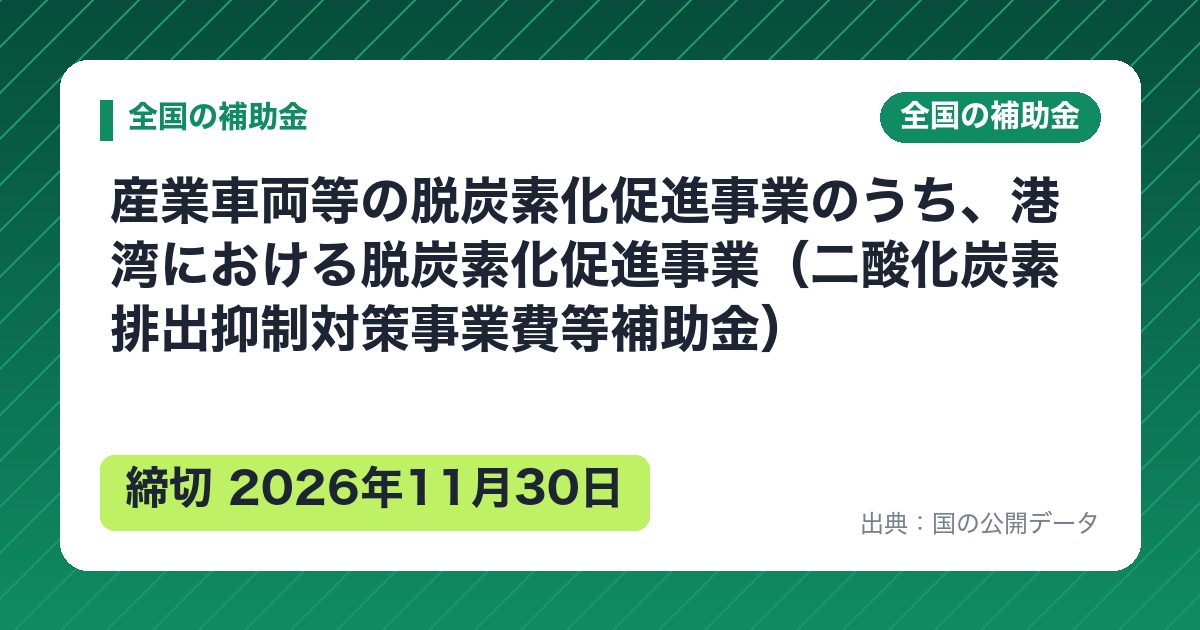 全国の補助金
全国の補助金
産業車両等の脱炭素化促進事業のうち、港
湾における脱炭素化促進事業（二酸化炭素
排出抑制対策事業費等補助金）
締切 2026年11月30日
出典：国の公開データ